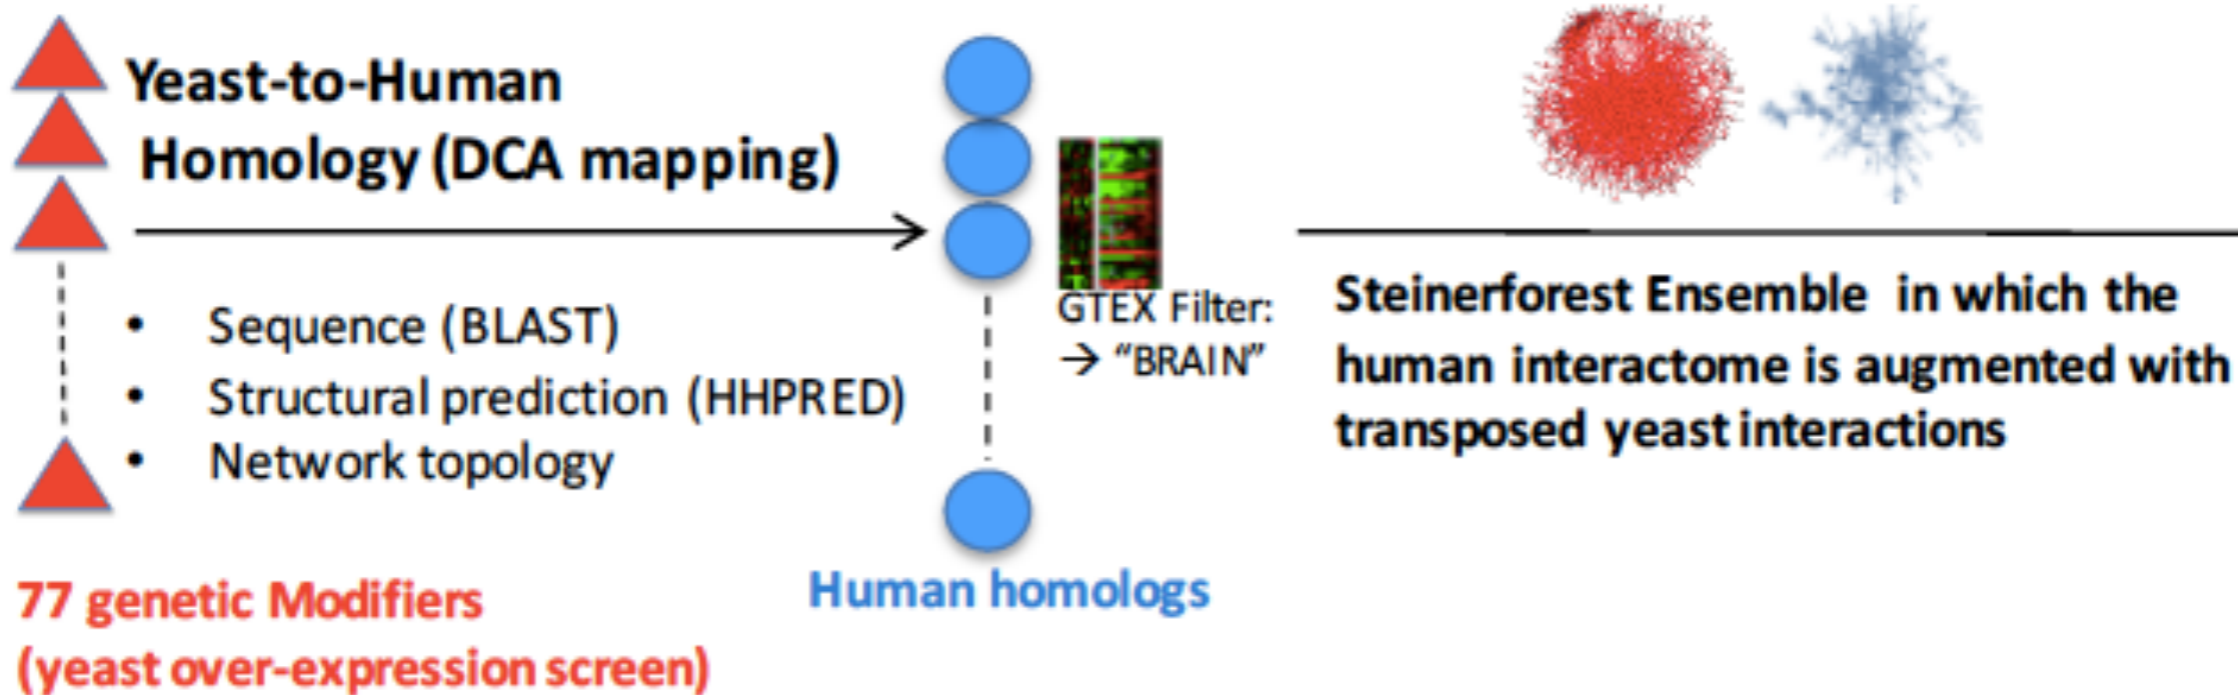 Yeast-to-Human
Homology (DCA mapping)
• Sequence (BLAST)
• Structural prediction (HHPRED)
• Network topology
77 genetic Modifiers
(yeast over-expression screen)
Human homologs
GTEX Filter:
→ “BRAIN”
Steinerforest Ensemble in which the
human interactome is augmented with
transposed yeast interactions